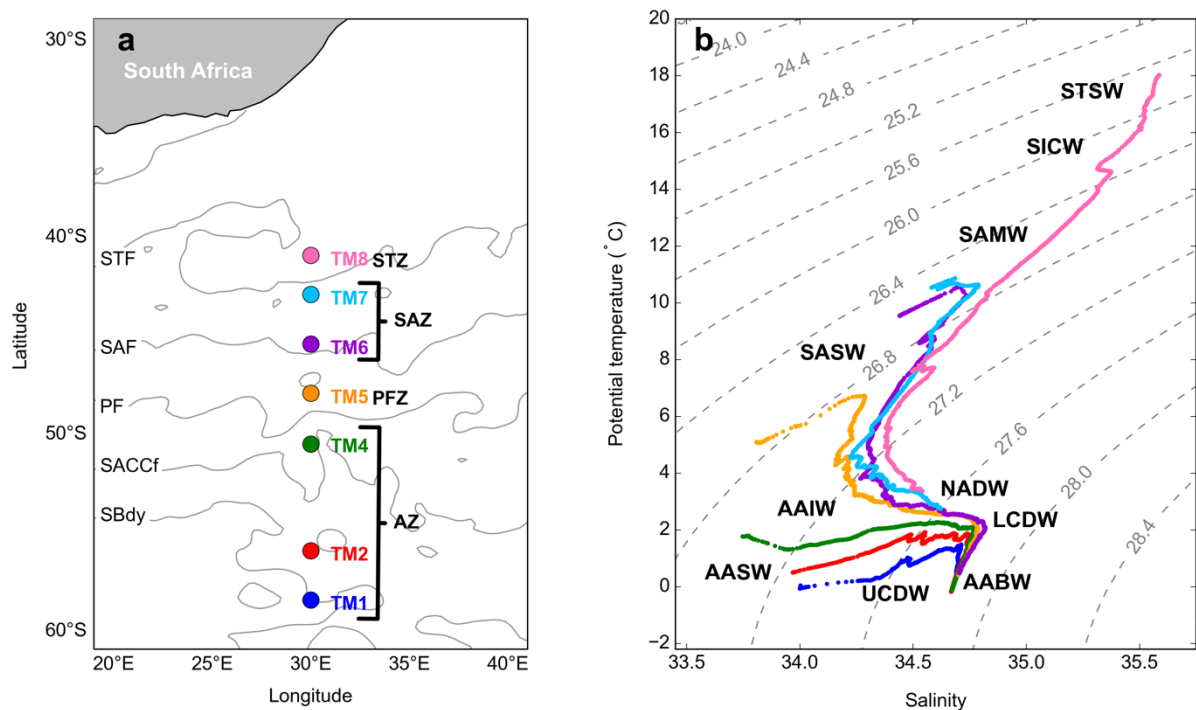 a
South Africa
30°S
40°S
50°S
60°S
Latitude
STF
SAF
PF
SACCf
SBdy
TM8 STZ
TM7
SAZ
TM6
TM5 PFZ
TM4
AZ
TM2
TM1
20°E
25°E
30°E
35°E
40°E
Longitude
b
20
18
16
14
12
10
8
6
4
2
0
−2
Potential temperature (°C)
24.0
24.4
24.8
25.2
25.6
26.0
26.4
26.8
27.2
27.6
28.0
28.4
STSW
SICW
SAMW
SASW
NADW
AAIW
LCDW
AASW
UCDW
AABW
33.5
34.0
34.5
35.0
35.5
Salinity